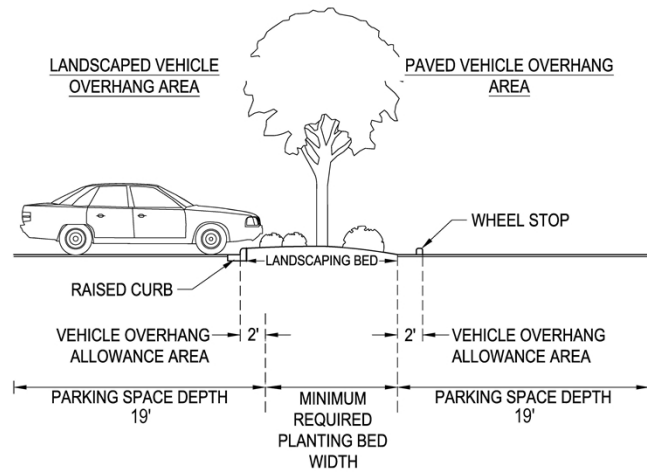 LANDSCAPED VEHICLE
OVERHANG AREA
PAVED VEHICLE OVERHANG
AREA
WHEEL STOP
LANDSCAPING BED
RAISED CURB
VEHICLE OVERHANG
ALLOWANCE AREA
2'
2'
VEHICLE OVERHANG
ALLOWANCE AREA
PARKING SPACE DEPTH
19'
MINIMUM
REQUIRED
PLANTING BED
WIDTH
PARKING SPACE DEPTH
19'